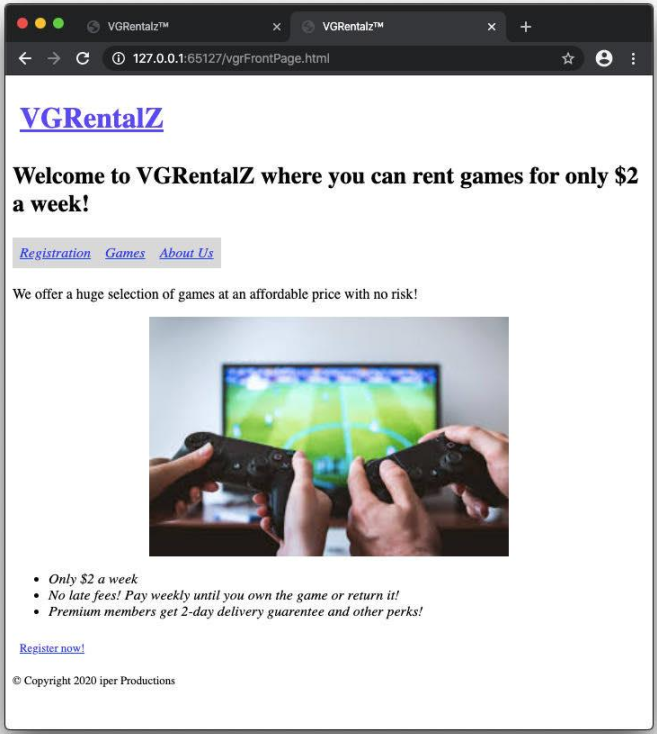 VGRentalz™
VGRentalz™
127.0.0.1:65127/vgrFrontPage.html
VGRentalZ
Welcome to VGRentalZ where you can rent games for only $2
a week!
Registration Games About Us
We offer a huge selection of games at an affordable price with no risk!
Only $2 a week
No late fees! Pay weekly until you own the game or return it!
Premium members get 2-day delivery guarentee and other perks!
Register now!
© Copyright 2020 iper Productions